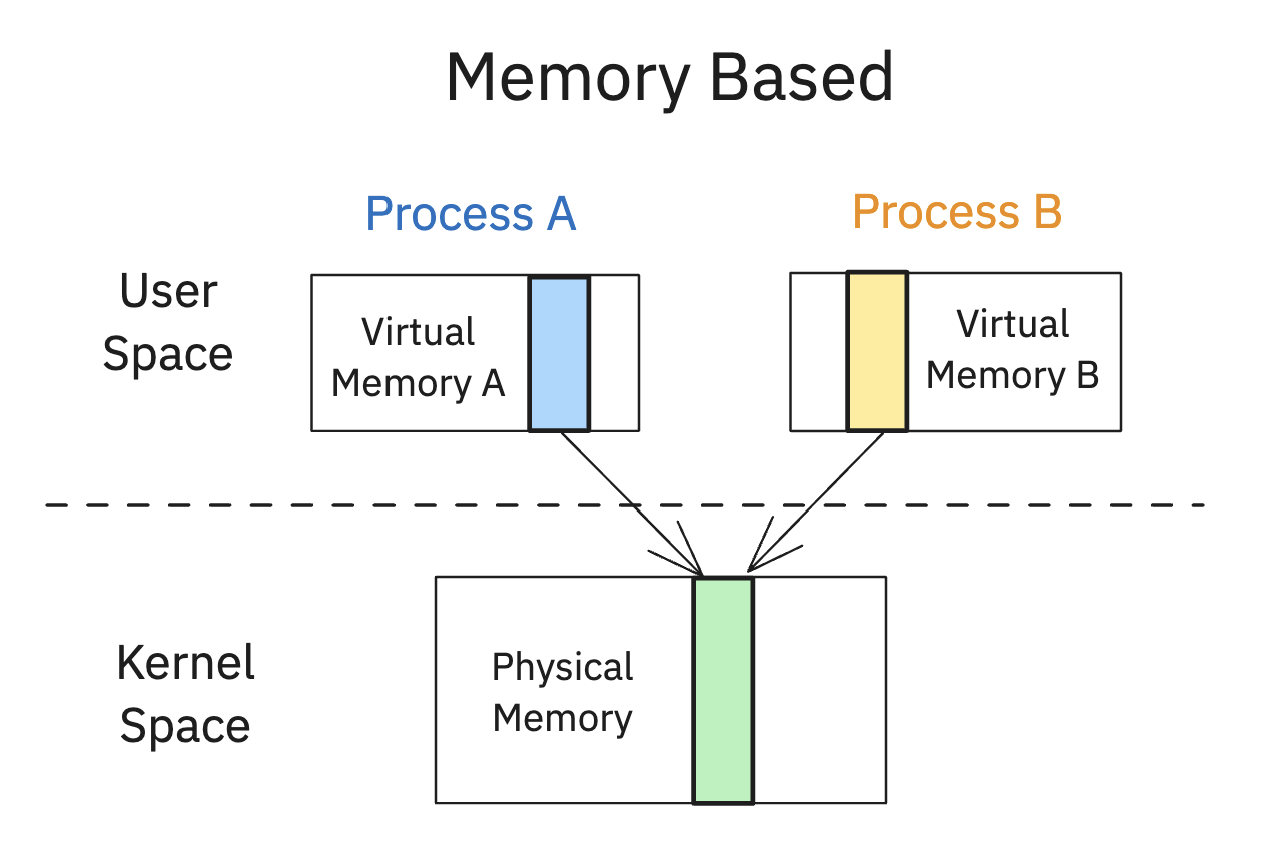 Memory Based
Process A
Process B
User
Space
Virtual
Memory A
Virtual
Memory B
Kernel
Space
Physical
Memory